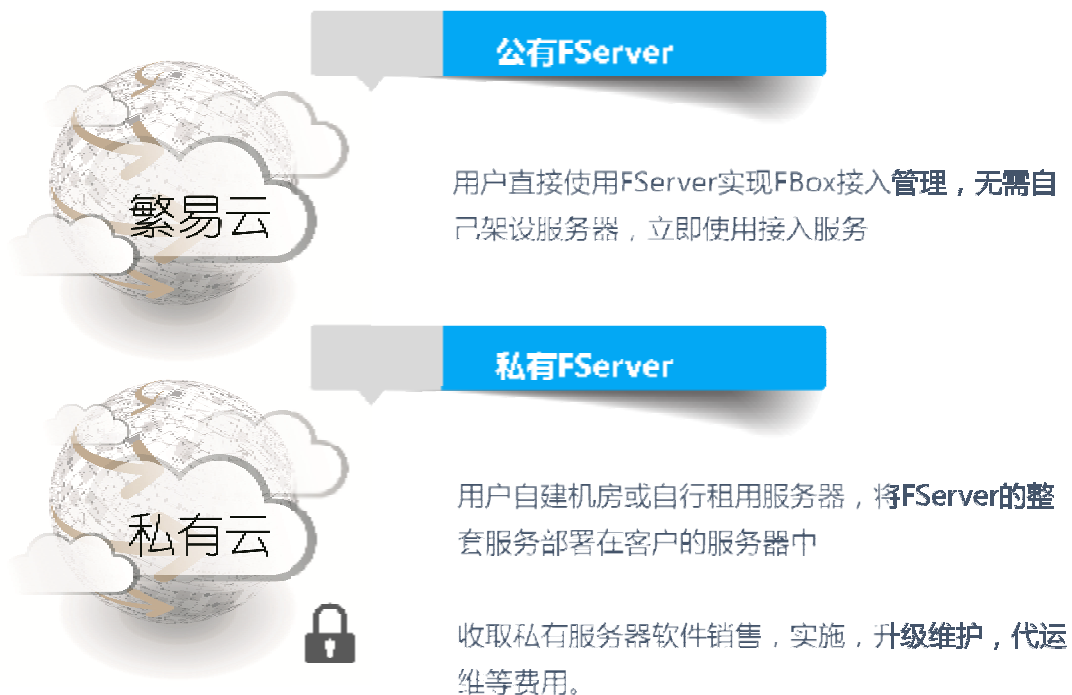 公有FServer
繁易云
用户直接使用FServer实现FBox接入管理，无需自
己架设服务器，立即使用接入服务
私有FServer
私有云
用户自建机房或自行租用服务器，将FServer的整
套服务部署在客户的服务器中
收取私有服务器软件销售，实施，升级维护，代运
维等费用。